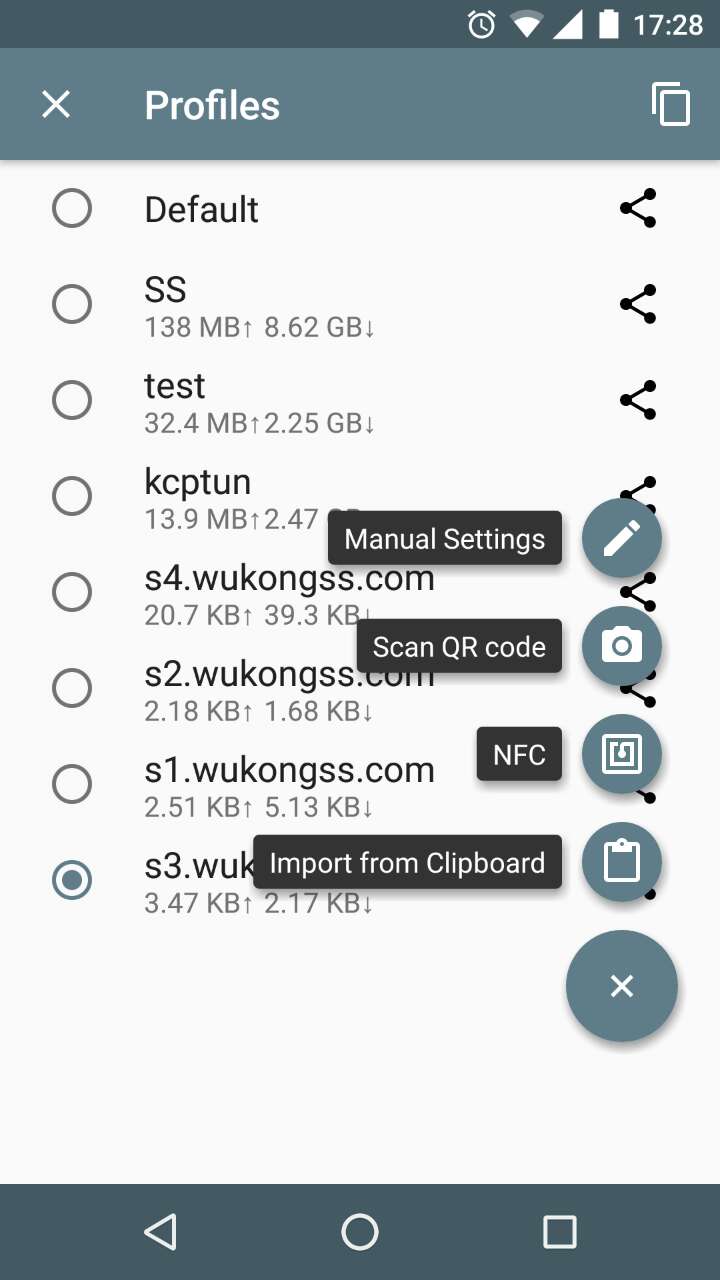 17:28
Profiles
Default
SS
138 MB↑ 8.62 GB↓
test
32.4 MB↑2.25 GB↓
kcptun
13.9 MB↑2.47
Manual Settings
s4.wukongss.com
20.7 KB↑ 39.3 KB↓
Scan QR code
s2.wukongss.com
2.18 KB↑ 1.68 KB↓
NFC
s1.wukongss.com
2.51 KB↑ 5.13 KB↓
s3.wuk
Import from Clipboard
3.47 KB↑ 2.17 KB↓